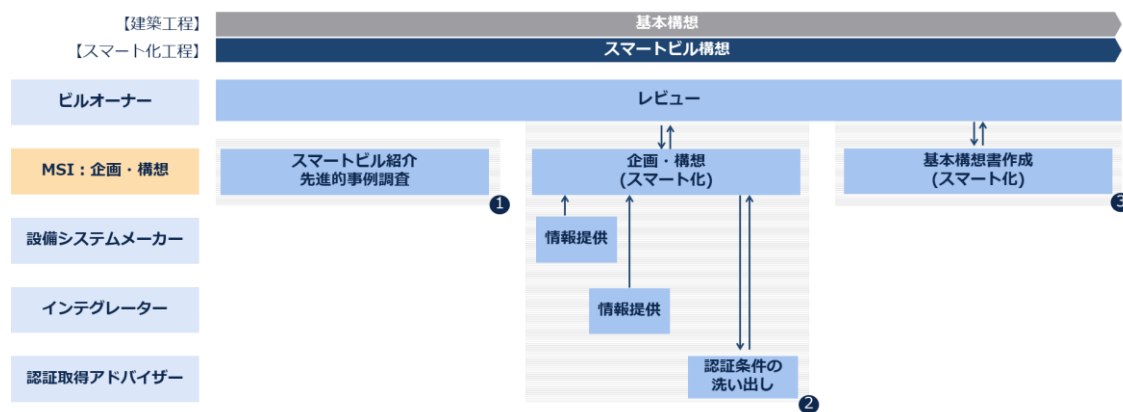 【建築工程】
基本構想
【スマート化工程】
スマートビル構想
ビルオーナー
レビュー
MSI：企画・構想
スマートビル紹介
先進的事例調査
企画・構想
(スマート化)
基本構想書作成
(スマート化)
1
3
設備システムメーカー
情報提供
インテグレーター
情報提供
認証取得アドバイザー
認証条件の
洗い出し
2